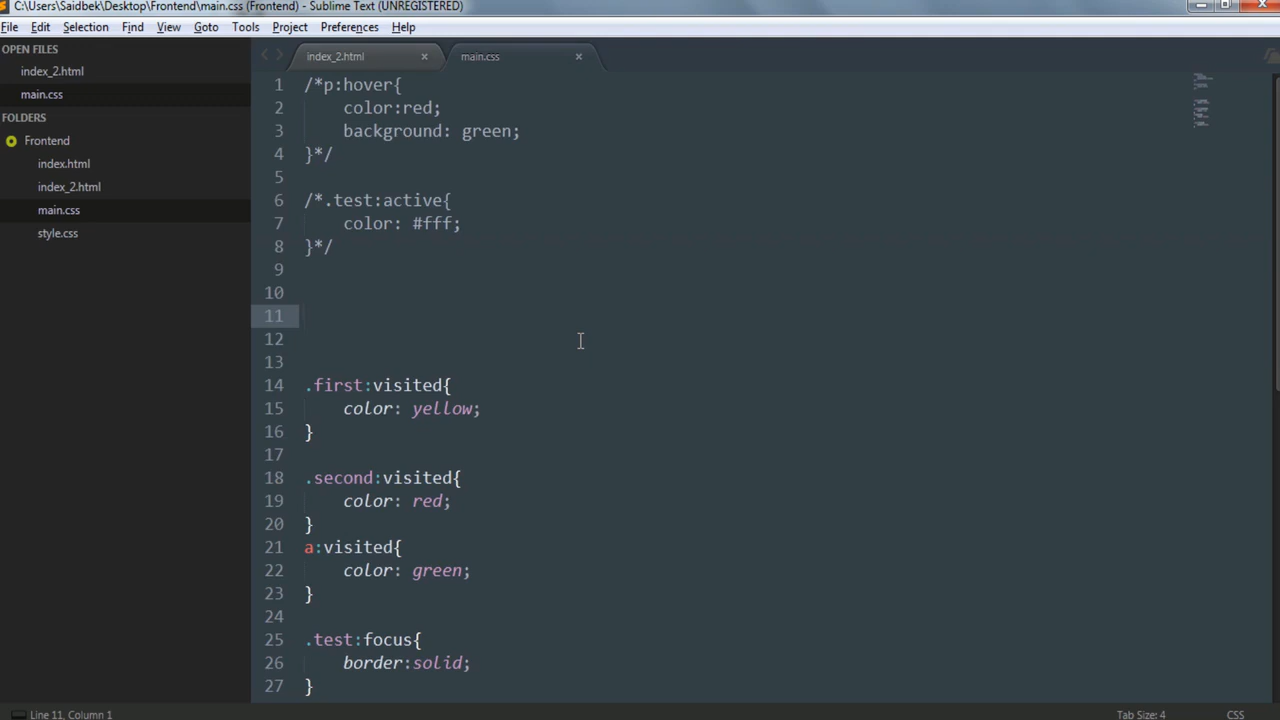 C:\Users\Saidbek\Desktop\Frontend\main.css (Frontend) - Sublime Text (UNREGISTERED)
File Edit Selection Find View Goto Tools Project Preferences Help
OPEN FILES
index_2.html
main.css
FOLDERS
Frontend
index.html
index_2.html
main.css
style.css
index_2.html × main.css ×
1 /*p:hover{
2 color:red;
3 background: green;
4 }*/
5
6 /*.test:active{
7 color: #fff;
8 }*/
9
10
11
12
13
14 .first:visited{
15 color: yellow;
16 }
17
18 .second:visited{
19 color: red;
20 }
21 a:visited{
22 color: green;
23 }
24
25 .test:focus{
26 border:solid;
27 }
Line 11, Column 1 Tab Size: 4 CSS